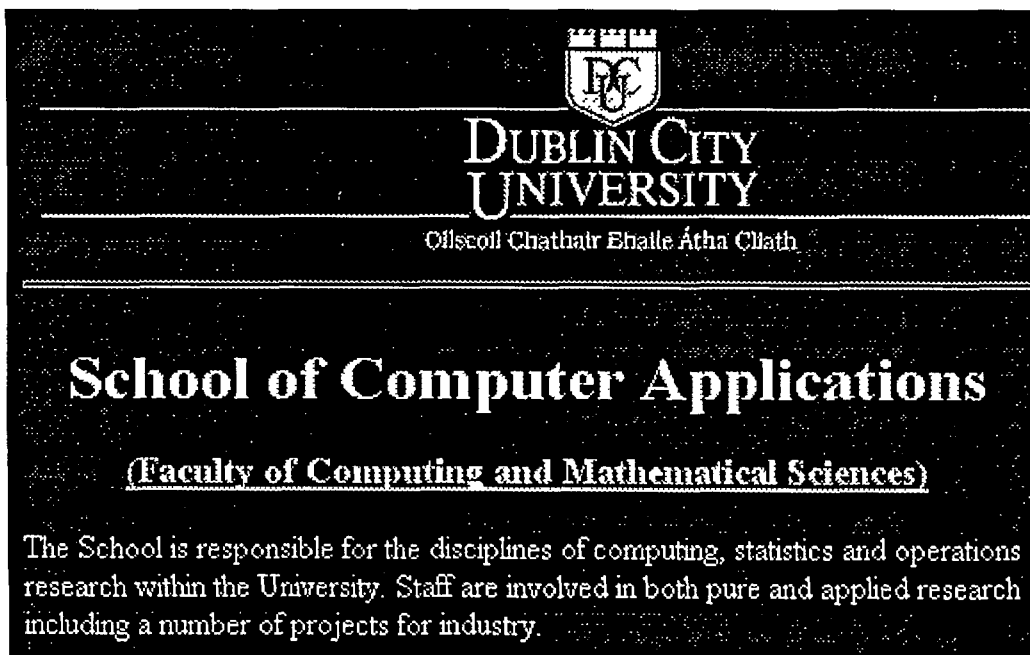 DCU
DUBLIN CITY
UNIVERSITY
Ollscoil Chathair Bhaile Átha Cliath
School of Computer Applications
(Faculty of Computing and Mathematical Sciences)
The School is responsible for the disciplines of computing, statistics and operations
research within the University. Staff are involved in both pure and applied research
including a number of projects for industry.